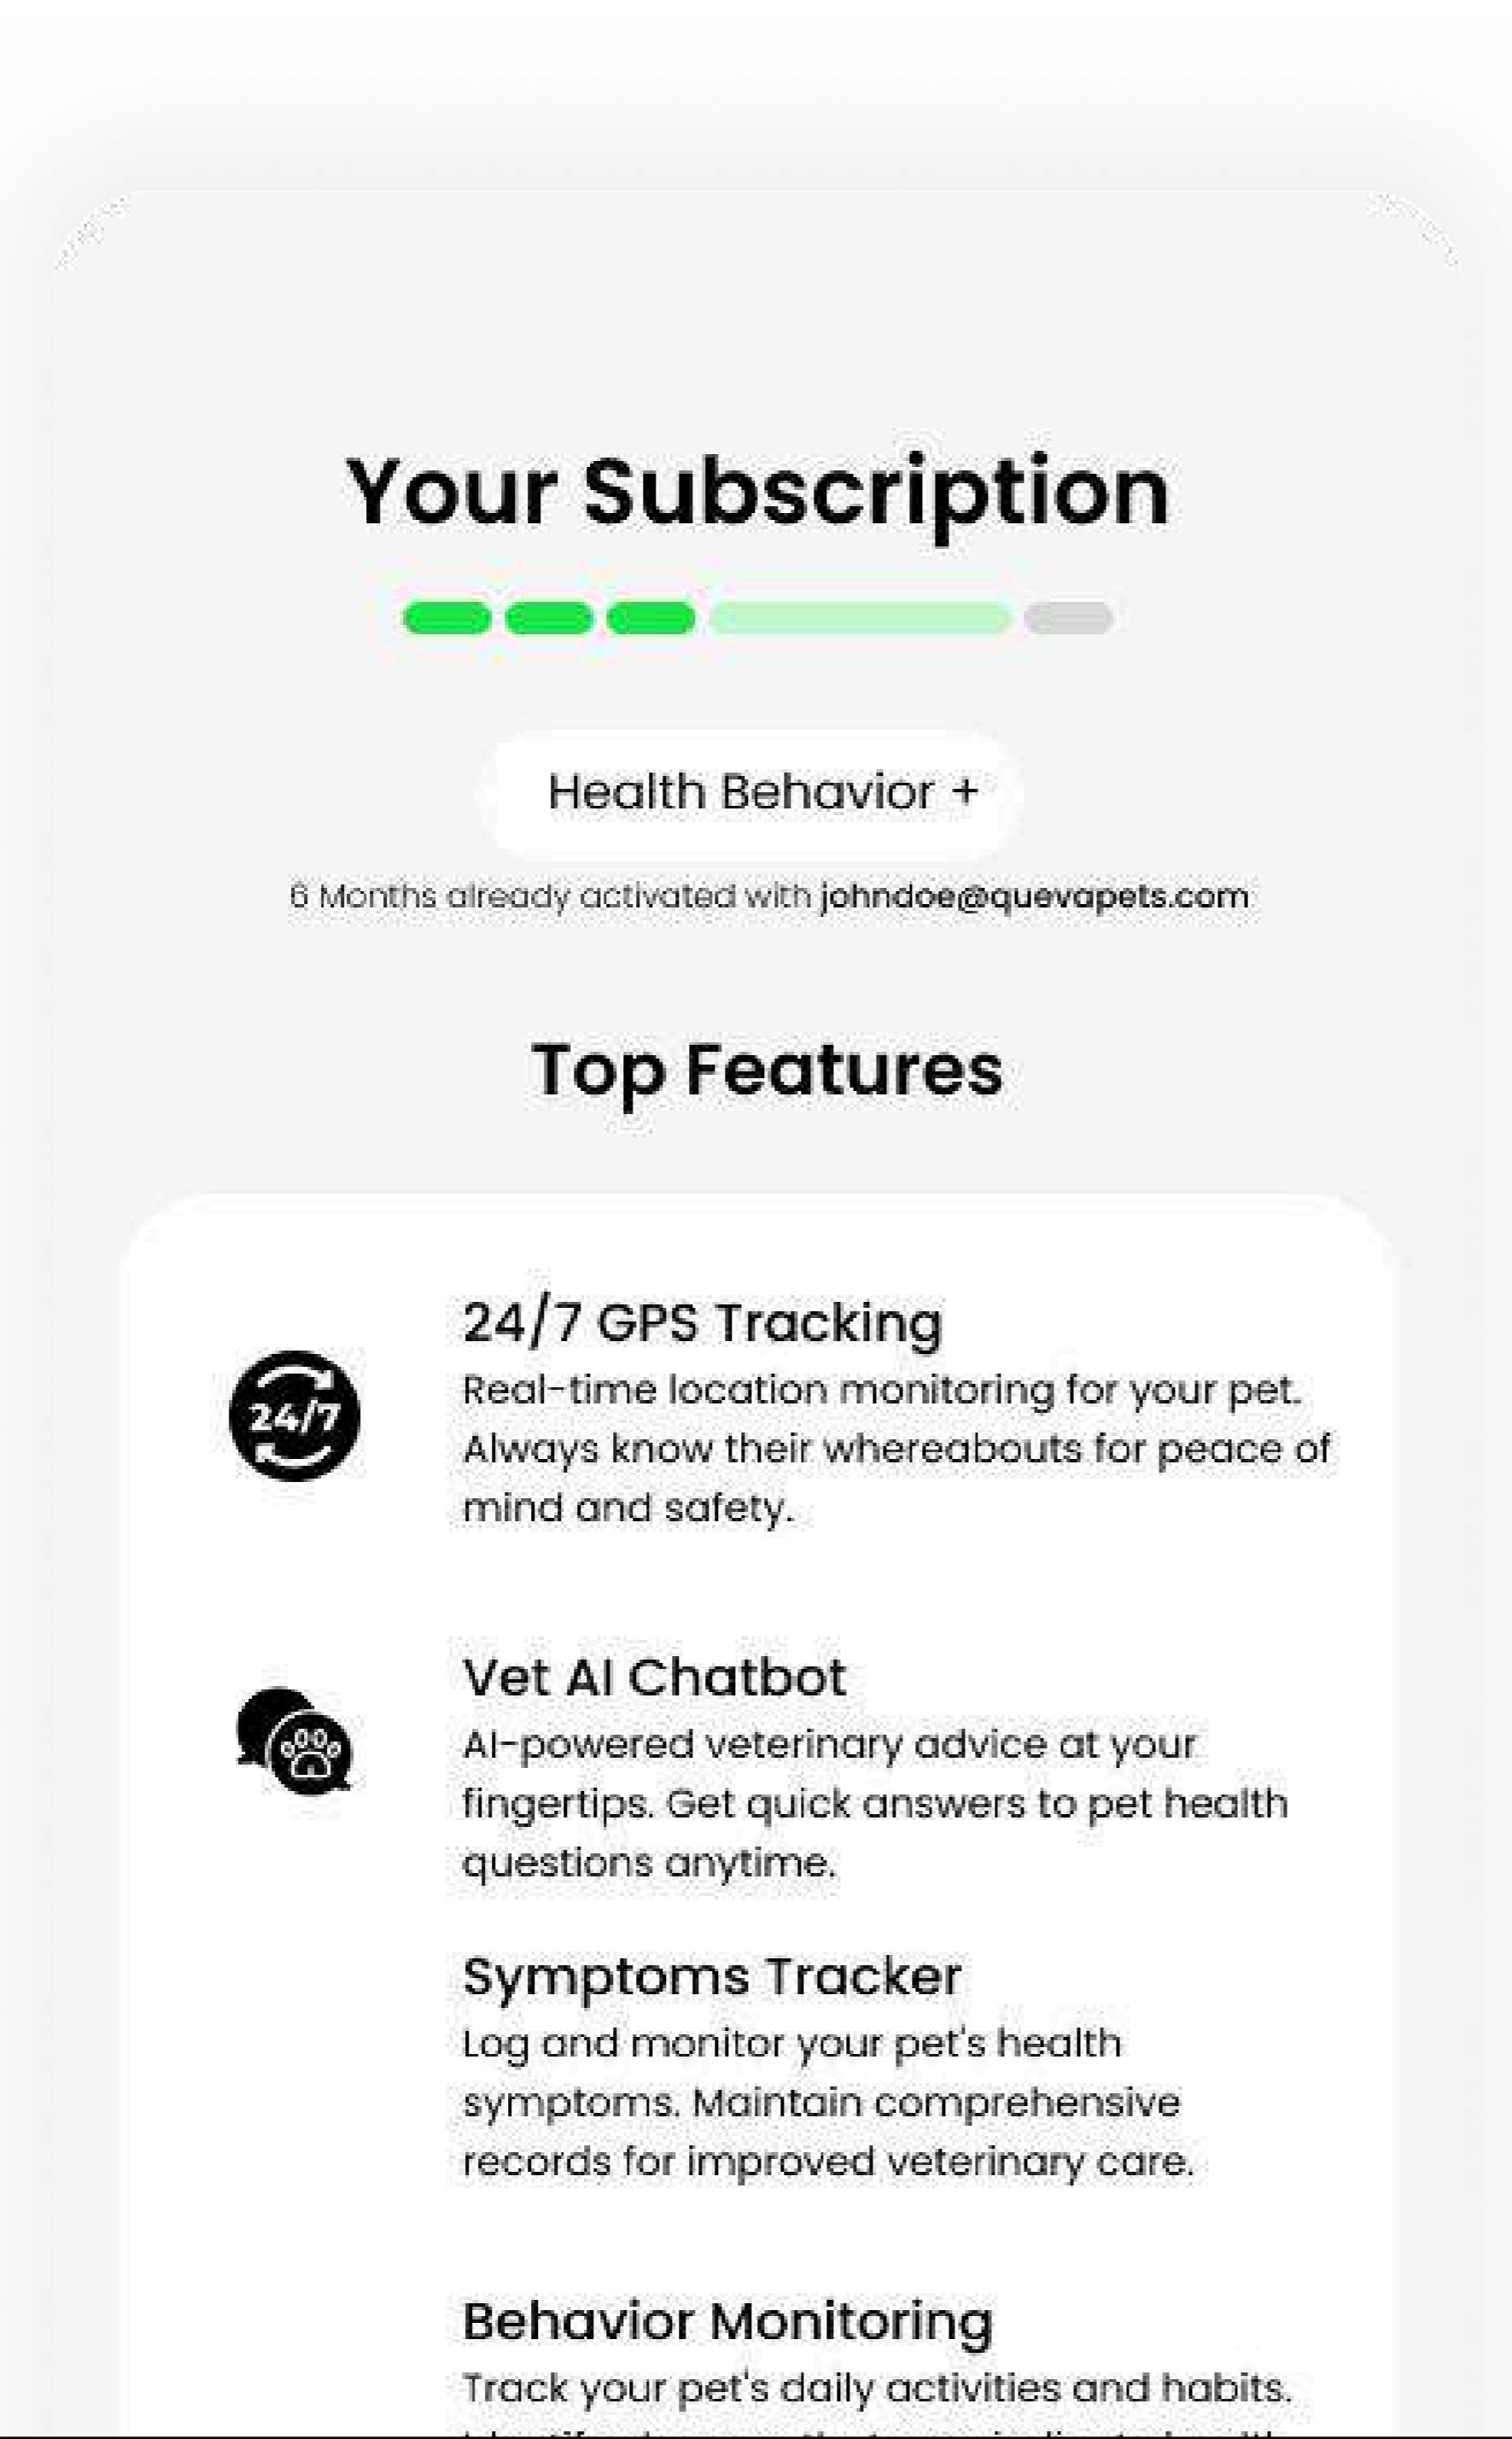 Your Subscription
Health Behavior +
6 Months already activated with johndoe@quevapets.com
Top Features
24/7 GPS Tracking
24/7
Real-time location monitoring for your pet.
Always know their whereabouts for peace of
mind and safety.
Vet AI Chatbot
AI-powered veterinary advice at your
fingertips. Get quick answers to pet health
questions anytime.
Symptoms Tracker
Log and monitor your pet's health
symptoms. Maintain comprehensive
records for improved veterinary care.
Behavior Monitoring
Track your pet's daily activities and habits.